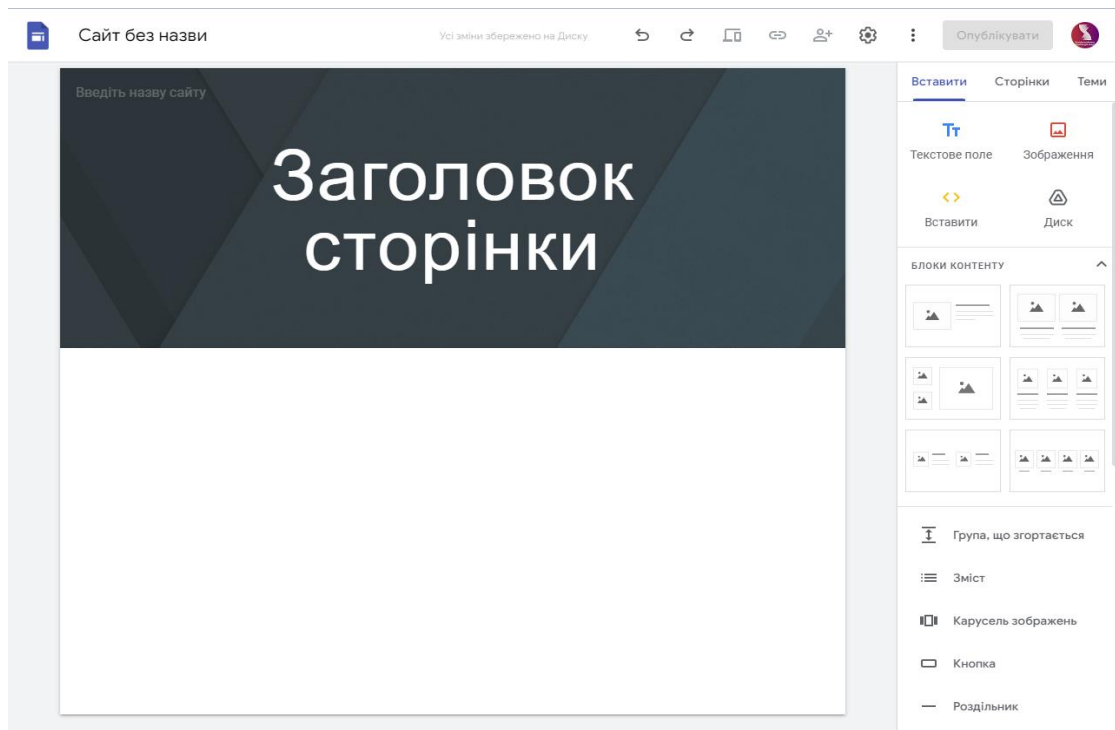 Сайт без назви
Усі зміни збережено на Диску
Опублікувати
Введіть назву сайту
Заголовок
сторінки
Вставити Сторінки Теми
Текстове поле Зображення
Вставити Диск
БЛОКИ КОНТЕНТУ
Група, що згортається
Зміст
Карусель зображень
Кнопка
Роздільник